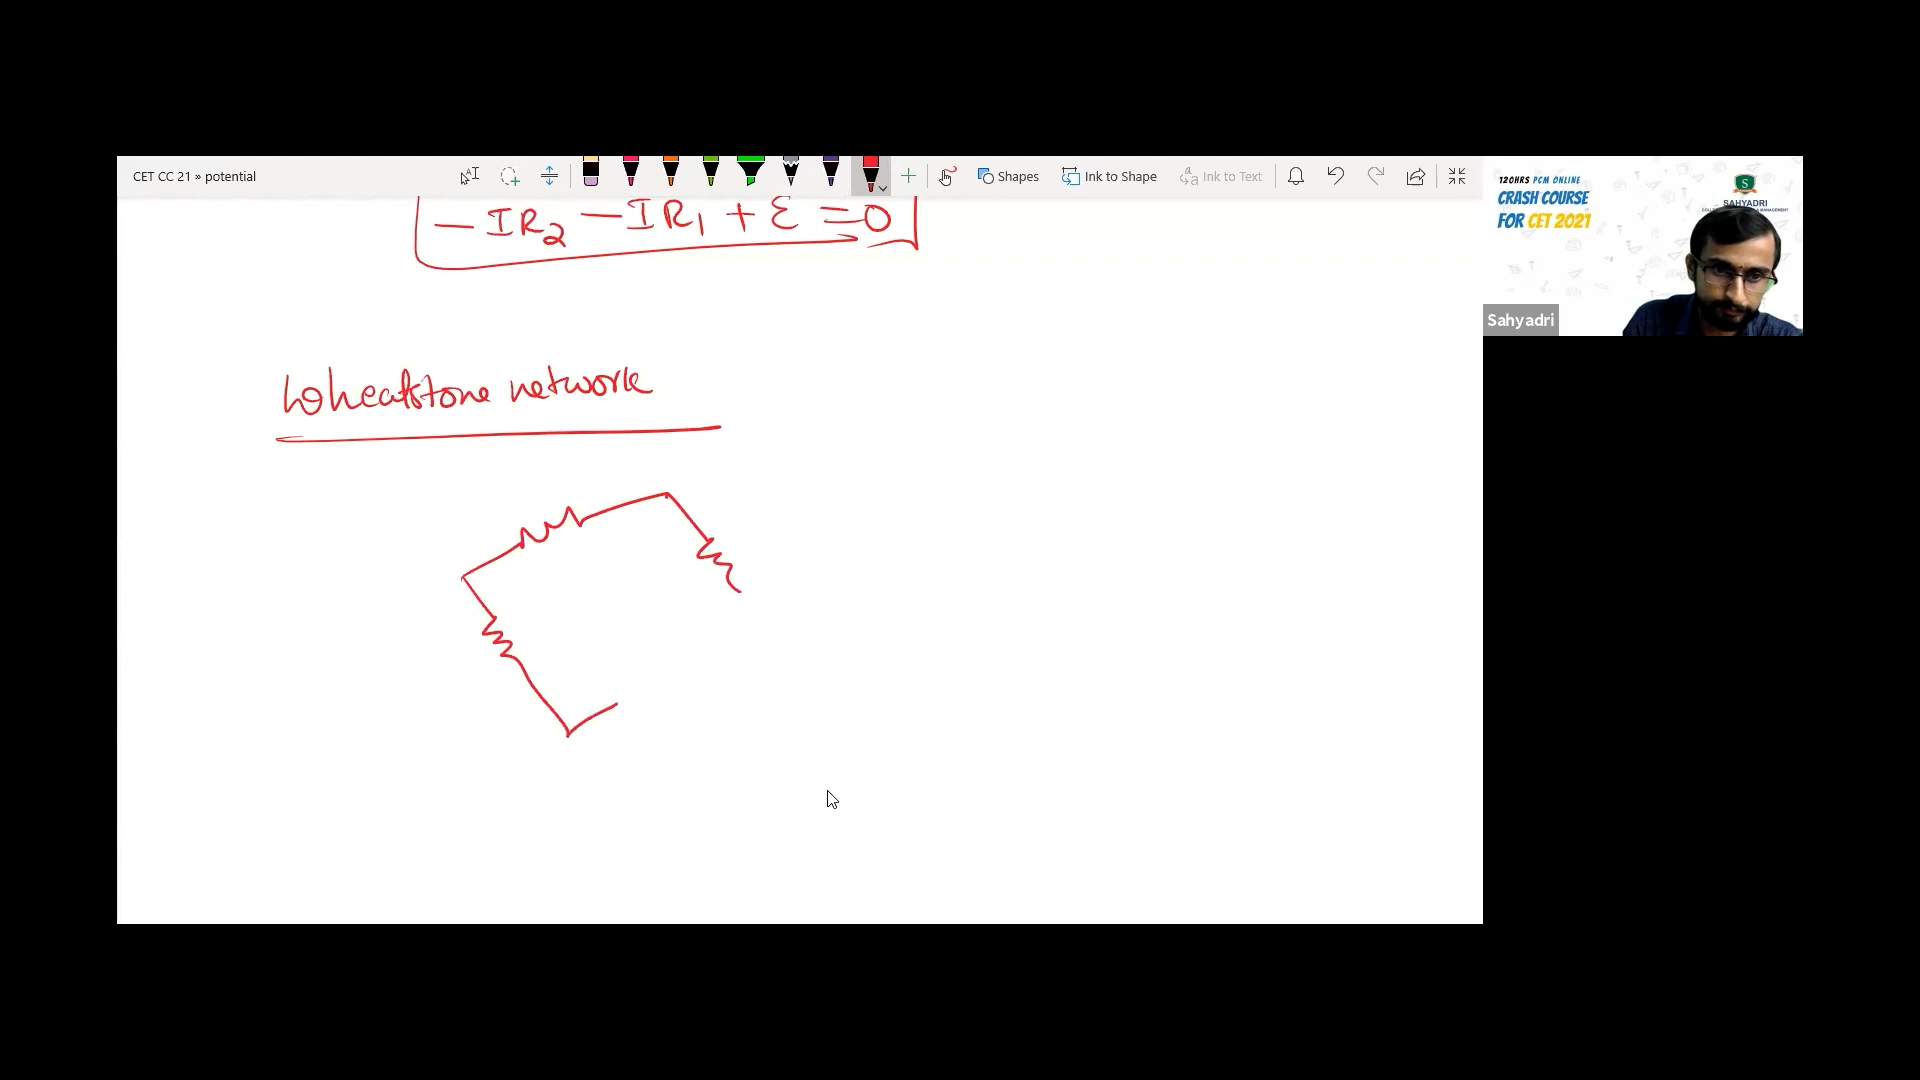 CET CC 21 » potential
Shapes
Ink to Shape
Ink to Text
120HRS PCM ONLINE
CRASH COURSE
FOR CET 2021
S
SAHYADRI
Sahyadri
- IR2 - IR1 + ε = 0
Wheatstone network